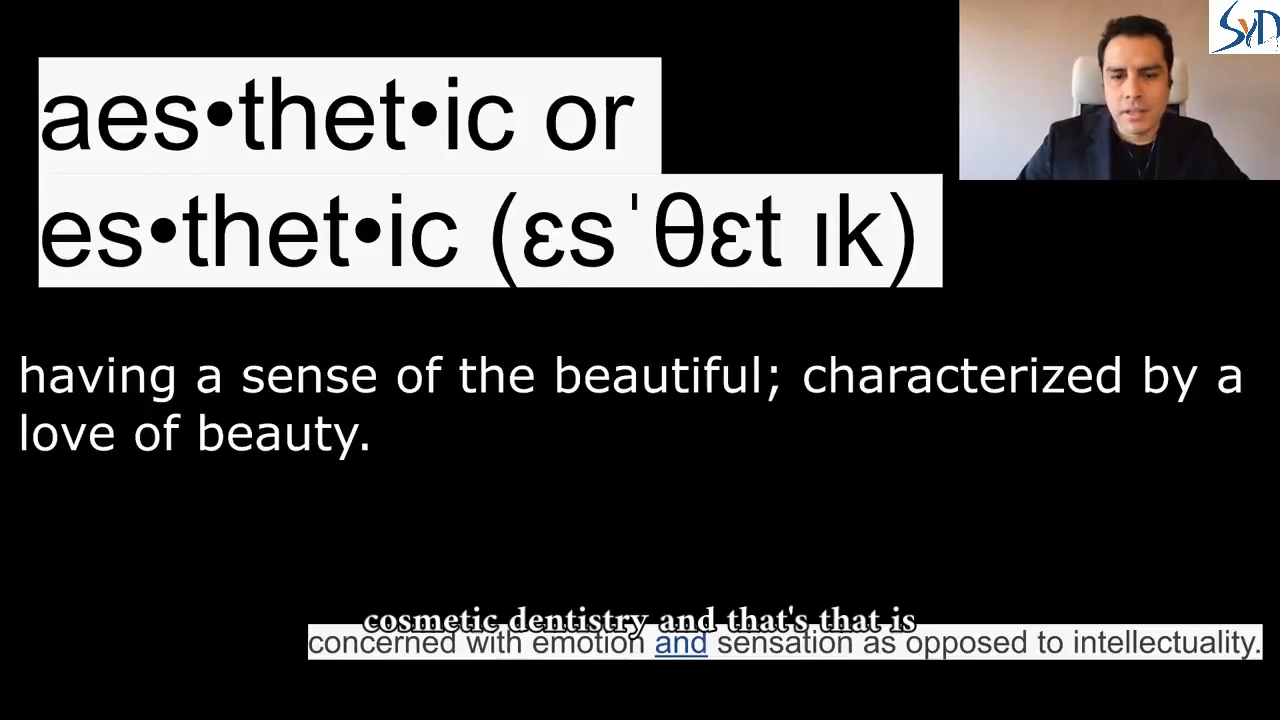 SyD
aes•thet•ic or
es•thet•ic (ɛsˈθɛt ɪk)
having a sense of the beautiful; characterized by a
love of beauty.
cosmetic dentistry and that's that is
concerned with emotion and sensation as opposed to intellectuality.